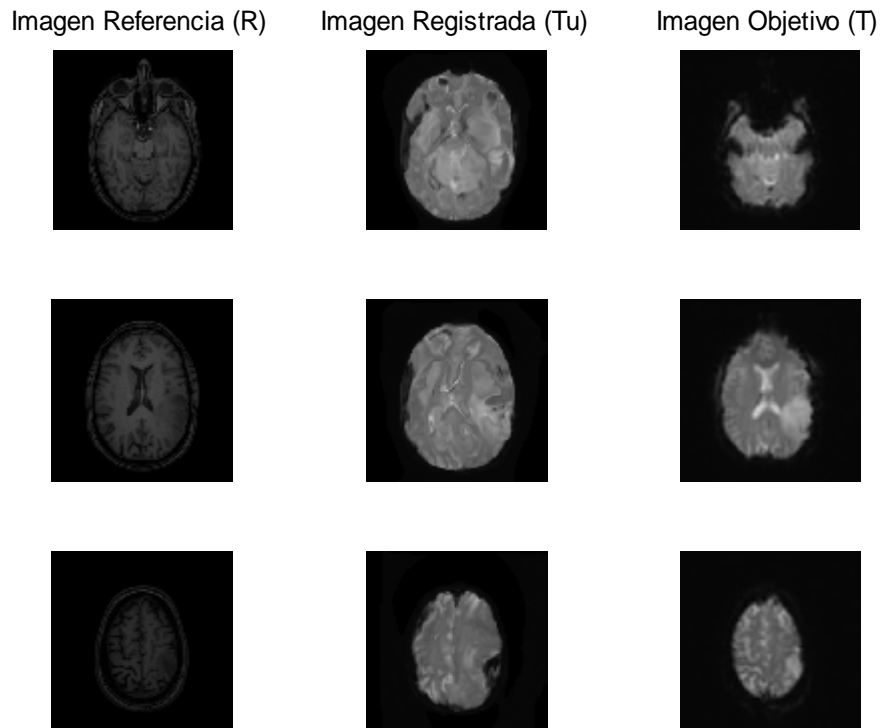 Imagen Referencia (R)
Imagen Registrada (Tu)
Imagen Objetivo (T)